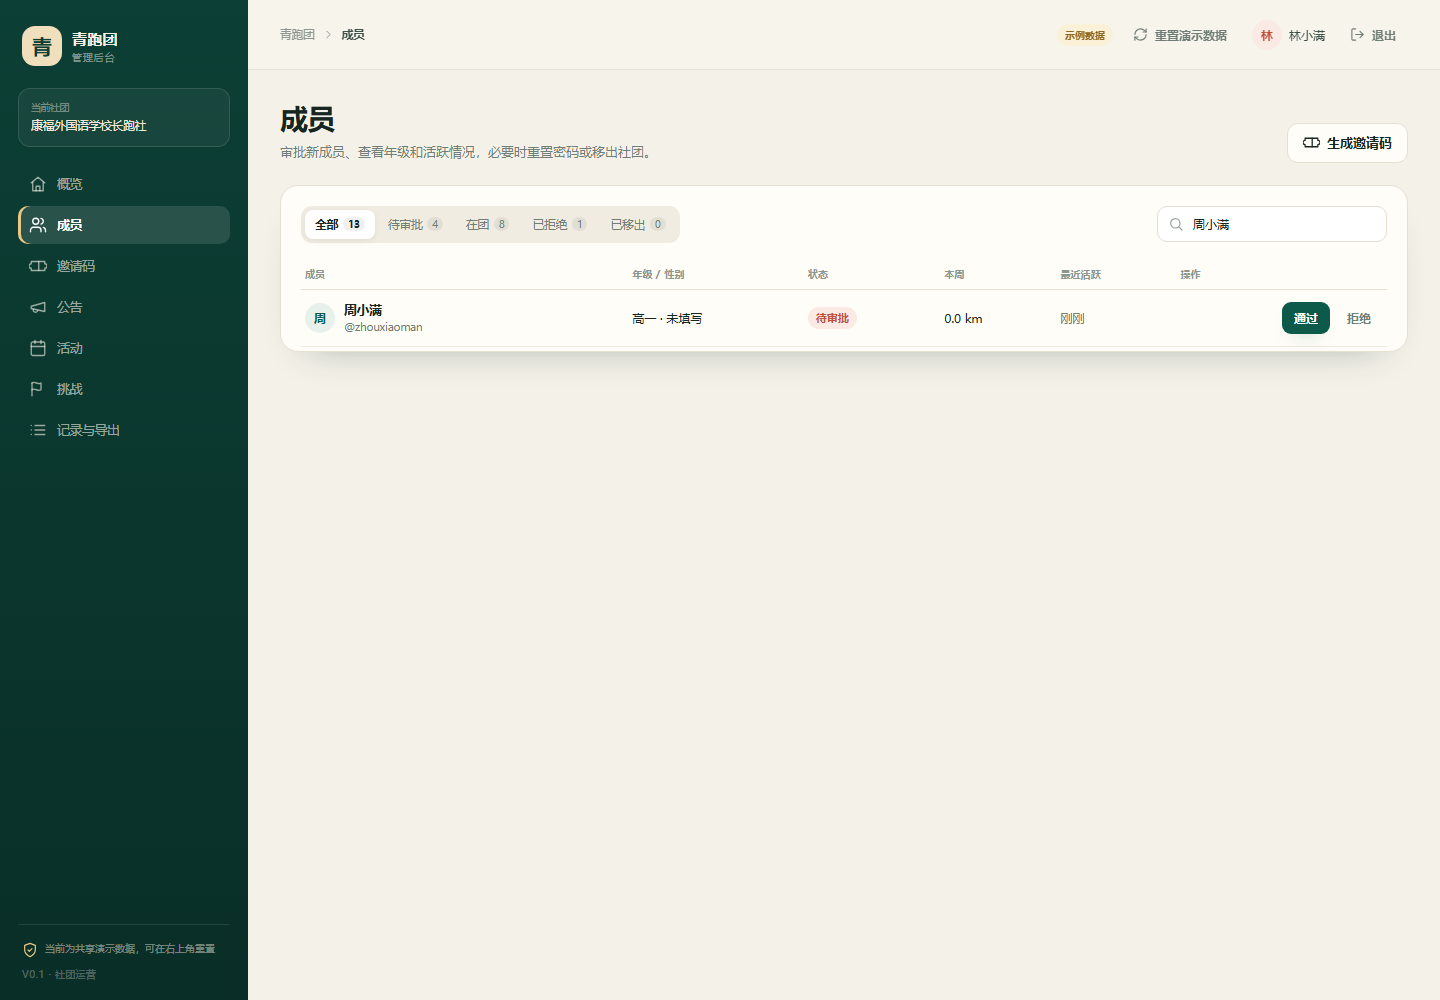 青
青跑团
管理后台
当前社团
康福外国语学校长跑社
概览
成员
邀请码
公告
活动
挑战
记录与导出
当前为共享演示数据，可在右上角重置
V0.1 · 社团运营
青跑团 > 成员
示例数据
重置演示数据
林 林小满
退出
成员
审批新成员、查看年级和活跃情况，必要时重置密码或移出社团。
生成邀请码
全部 13 待审批 4 在团 8 已拒绝 1 已移出 0
周小满
成员 年级 / 性别 状态 本周 最近活跃 操作
周 周小满
@zhouxiaoman
高一 · 未填写 待审批 0.0 km 刚刚 通过 拒绝